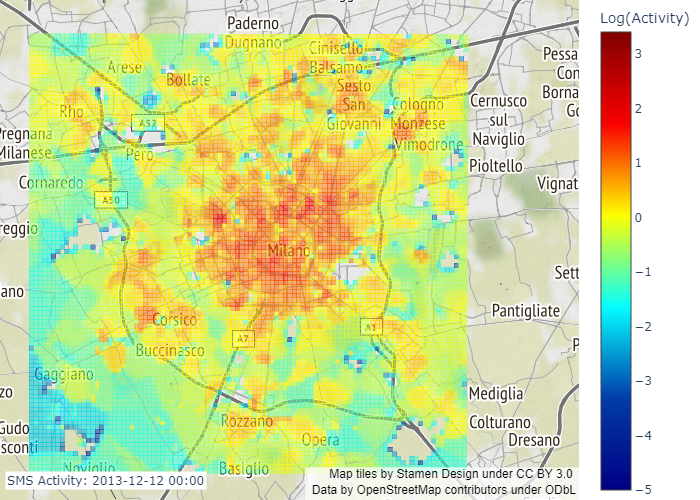 Log(Activity)
Paderno
Dugnano
Cinisello
Balsamo
Arese
Bollate
Sesto
San
Giovanni
Pessa
Con
Borna
Go
Rho
A52
Cologno
Monzese
Cernusco
sul
Naviglio
Pregnana
Milanese
Pero
Vimodrone
Pioltello
Cornaredo
Vignat
A50
reggio
Milano
Sett
ano
Pantigliate
Corsico
A7
A1
Buccinasco
P
Gaggiano
zo
Mediglia
Rozzano
Colturano
Gudo
sconti
Opera
Dresano
Noviglio
Basiglio
3
2
1
0
−1
−2
−3
−4
−5
SMS Activity: 2013-12-12 00:00
Map tiles by Stamen Design under CC BY 3.0
Data by OpenStreetMap contributors under ODbL